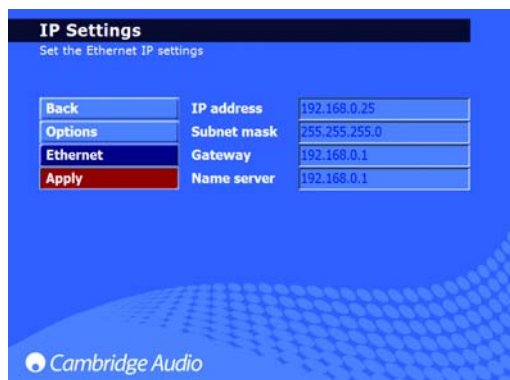 IP Settings
Set the Ethernet IP settings
Back IP address 192.168.0.25
Options Subnet mask 255.255.255.0
Ethernet Gateway 192.168.0.1
Apply Name server 192.168.0.1
Cambridge Audio